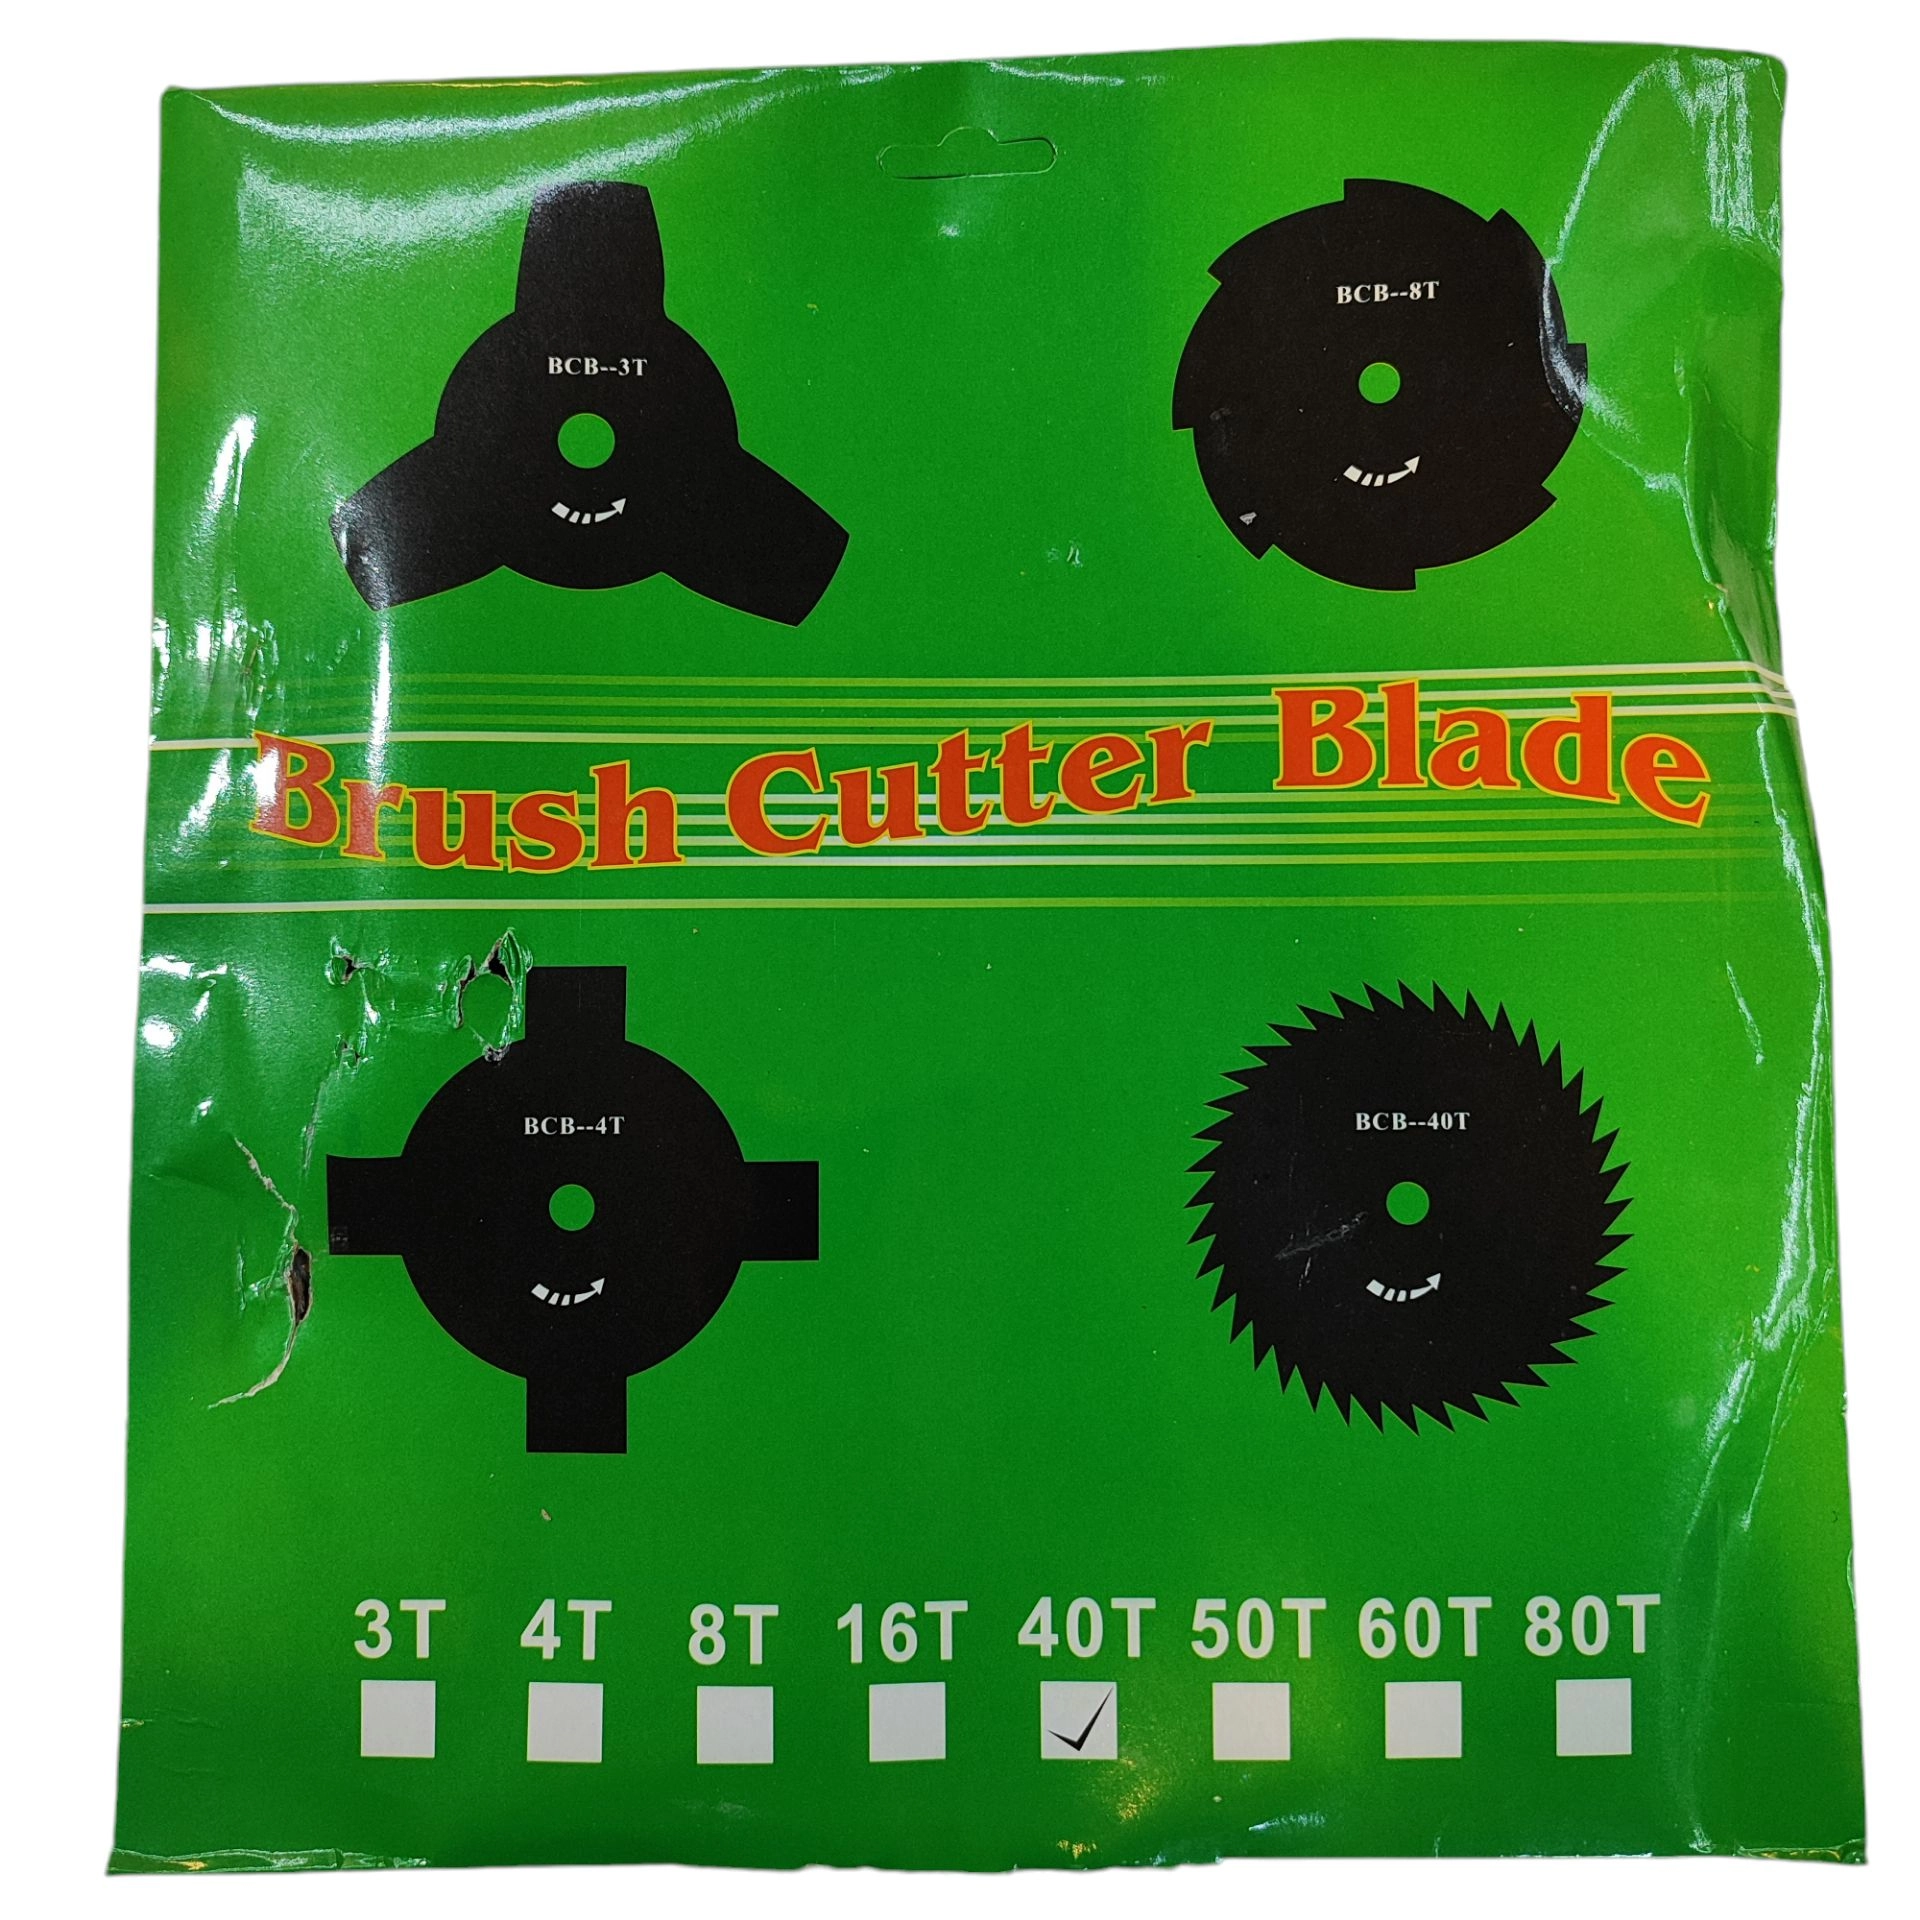 BCB--3T
BCB--8T
Brush Cutter Blade
BCB--4T
BCB--40T
3T 4T 8T 16T 40T 50T 60T 80T